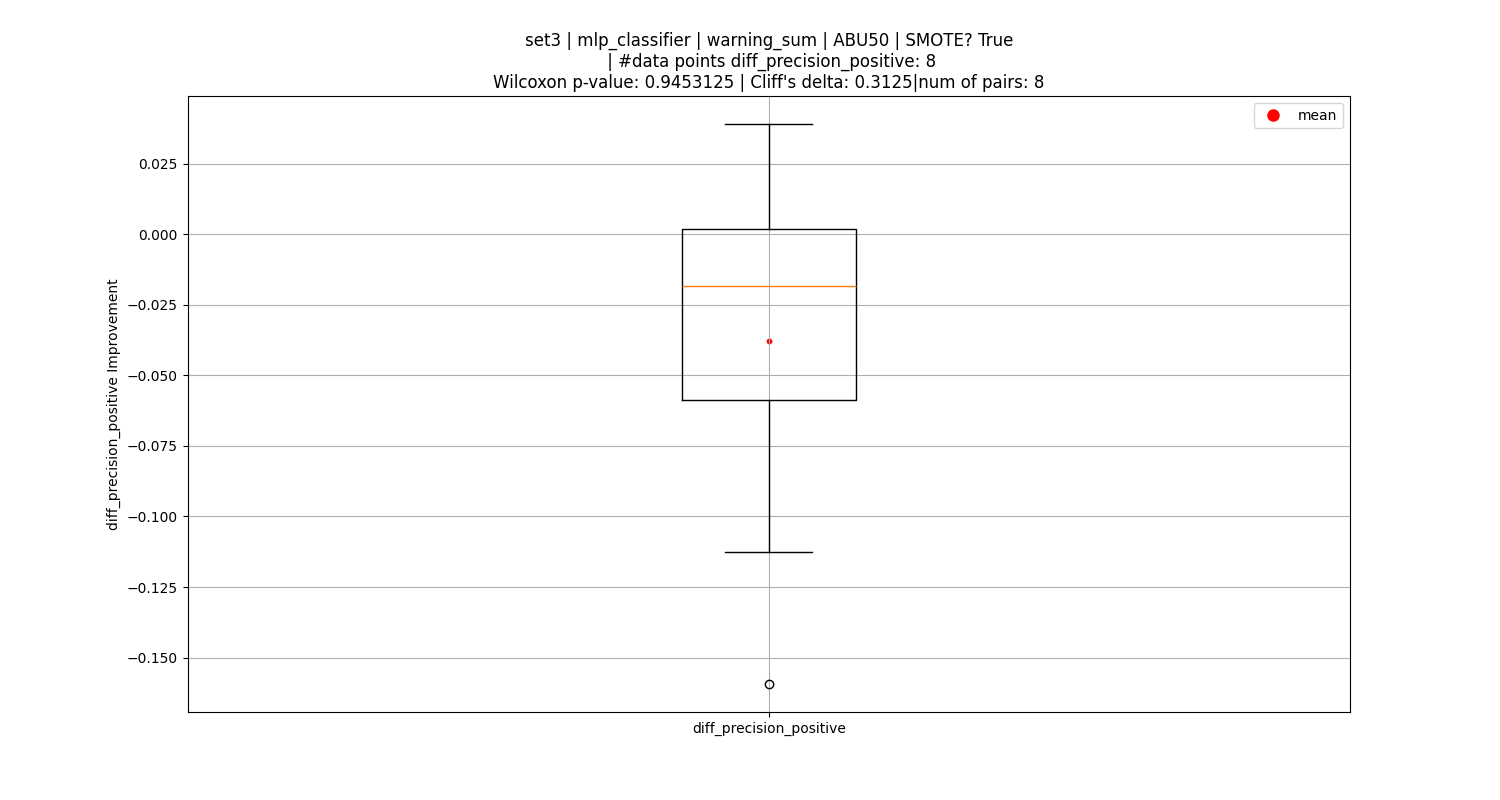 set3 | mlp_classifier | warning_sum | ABU50 | SMOTE? True
| #data points diff_precision_positive: 8
Wilcoxon p-value: 0.9453125 | Cliff's delta: 0.3125|num of pairs: 8
mean
0.025
0.000
−0.025
−0.050
−0.075
−0.100
−0.125
−0.150
diff_precision_positive Improvement
diff_precision_positive